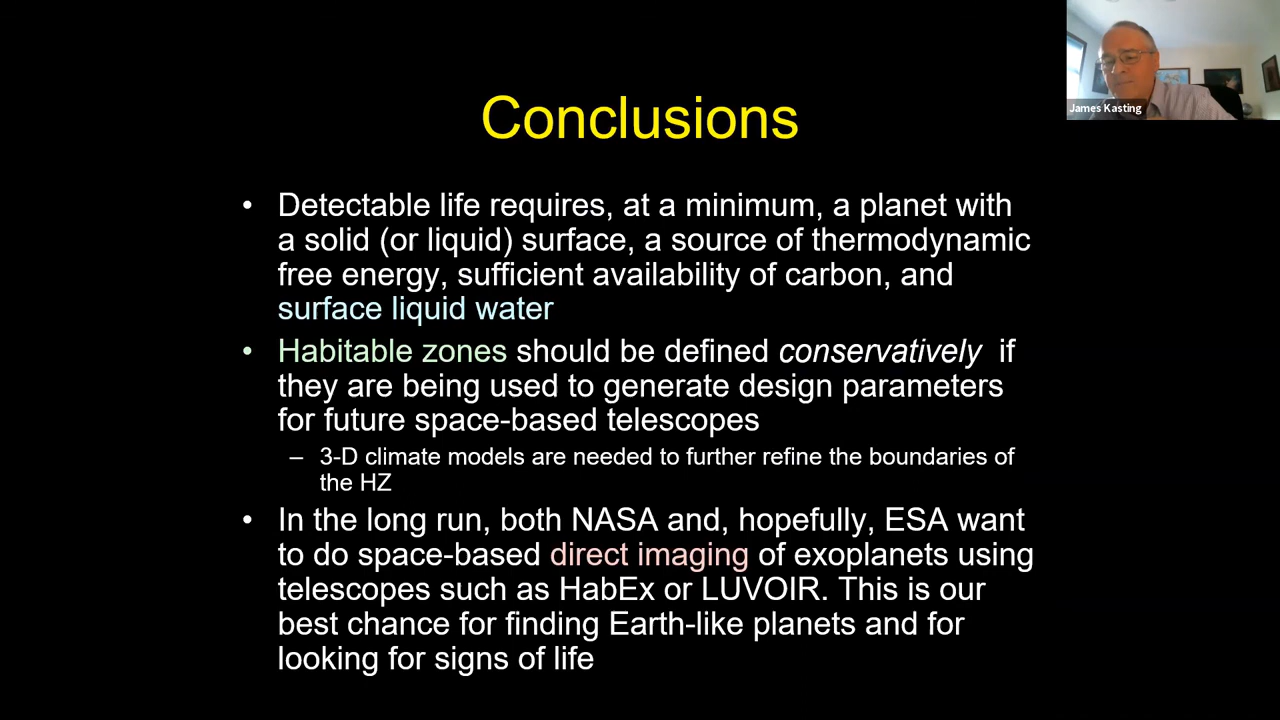 James Kasting
Conclusions
• Detectable life requires, at a minimum, a planet with
a solid (or liquid) surface, a source of thermodynamic
free energy, sufficient availability of carbon, and
surface liquid water
• Habitable zones should be defined conservatively if
they are being used to generate design parameters
for future space-based telescopes
– 3-D climate models are needed to further refine the boundaries of
the HZ
• In the long run, both NASA and, hopefully, ESA want
to do space-based direct imaging of exoplanets using
telescopes such as HabEx or LUVOIR. This is our
best chance for finding Earth-like planets and for
looking for signs of life